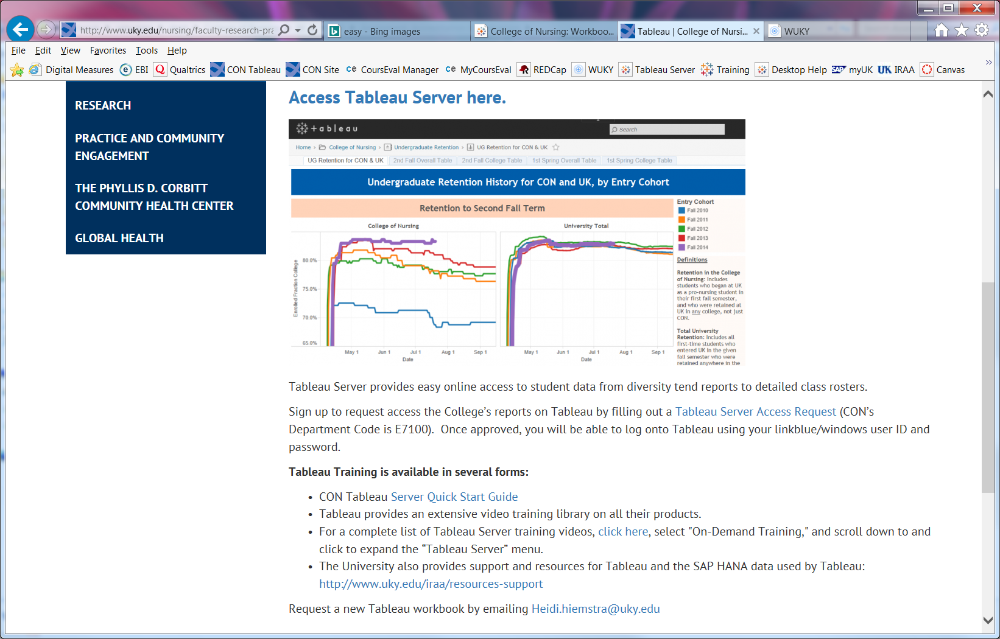 http://www.uky.edu/nursing/faculty-research-pra
easy - Bing images
College of Nursing: Workboo...
Tableau | College of Nursi...
WUKY
File Edit View Favorites Tools Help
Digital Measures EBI Qualtrics CON Tableau CON Site CoursEval Manager MyCoursEval REDCap WUKY Tableau Server Training Desktop Help myUK IRAA Canvas
RESEARCH
PRACTICE AND COMMUNITY
ENGAGEMENT
THE PHYLLIS D. CORBITT
COMMUNITY HEALTH CENTER
GLOBAL HEALTH
Access Tableau Server here.
+ableau
Search
Home › College of Nursing › Undergraduate Retention › UG Retention for CON & UK
UG Retention for CON & UK 2nd Fall Overall Table 2nd Fall College Table 1st Spring Overall Table 1st Spring College Table
Undergraduate Retention History for CON and UK, by Entry Cohort
Retention to Second Fall Term
College of Nursing University Total
Enrolled Fraction College
80.0%
75.0%
70.0%
65.0%
May 1 Jun 1 Jul 1 Aug 1 Sep 1 May 1 Jun 1 Jul 1 Aug 1 Sep 1
Date Date
Entry Cohort
Fall 2010
Fall 2011
Fall 2012
Fall 2013
Fall 2014
Definitions
Retention in the College
of Nursing: Includes
students who began at UK
as a pre-nursing student in
their first fall semester,
and who were retained at
UK in any college, not just
CON.
Total University
Retention: Includes all
first-time students who
entered UK in the given
fall semester who were
retained anywhere in the
Tableau Server provides easy online access to student data from diversity tend reports to detailed class rosters.
Sign up to request access the College’s reports on Tableau by filling out a Tableau Server Access Request (CON’s
Department Code is E7100). Once approved, you will be able to log onto Tableau using your linkblue/windows user ID and
password.
Tableau Training is available in several forms:
• CON Tableau Server Quick Start Guide
• Tableau provides an extensive video training library on all their products.
• For a complete list of Tableau Server training videos, click here, select "On-Demand Training," and scroll down to and
click to expand the “Tableau Server” menu.
• The University also provides support and resources for Tableau and the SAP HANA data used by Tableau:
http://www.uky.edu/iraa/resources-support
Request a new Tableau workbook by emailing Heidi.hiemstra@uky.edu